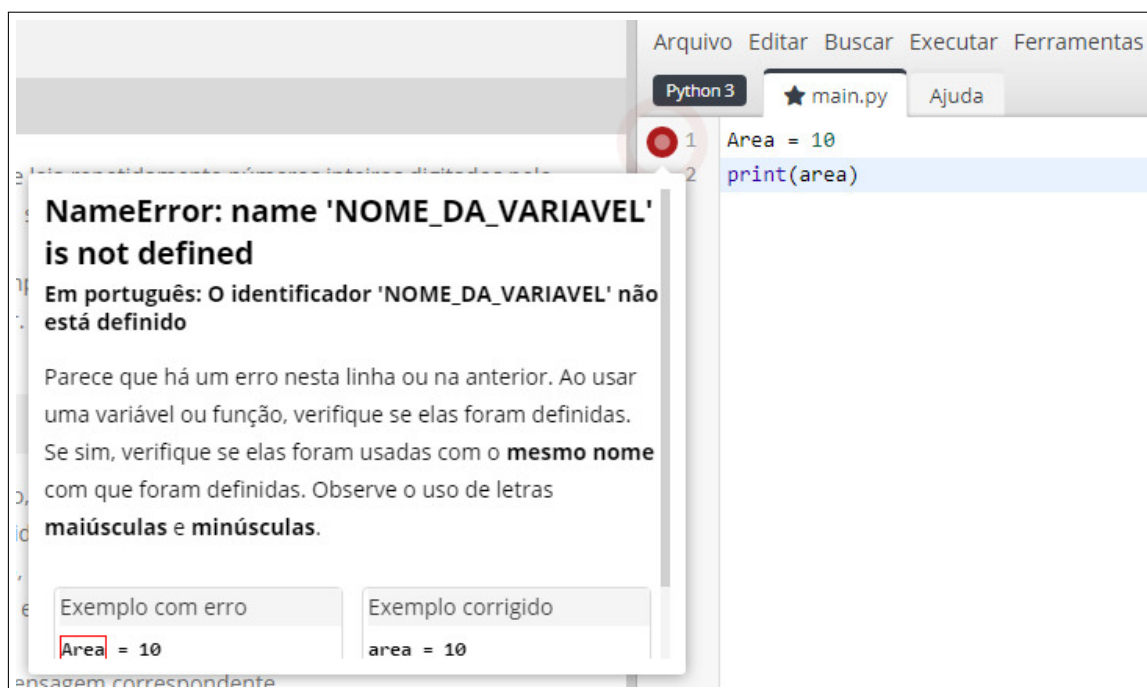 Arquivo Editar Buscar Executar Ferramentas
Python 3 main.py Ajuda
1 Area = 10
2 print(area)
NameError: name 'NOME_DA_VARIAVEL'
is not defined
Em português: O identificador 'NOME_DA_VARIAVEL' não
está definido
Parece que há um erro nesta linha ou na anterior. Ao usar
uma variável ou função, verifique se elas foram definidas.
Se sim, verifique se elas foram usadas com o mesmo nome
com que foram definidas. Observe o uso de letras
maiúsculas e minúsculas.
Exemplo com erro
Area = 10
Exemplo corrigido
area = 10
correspondente